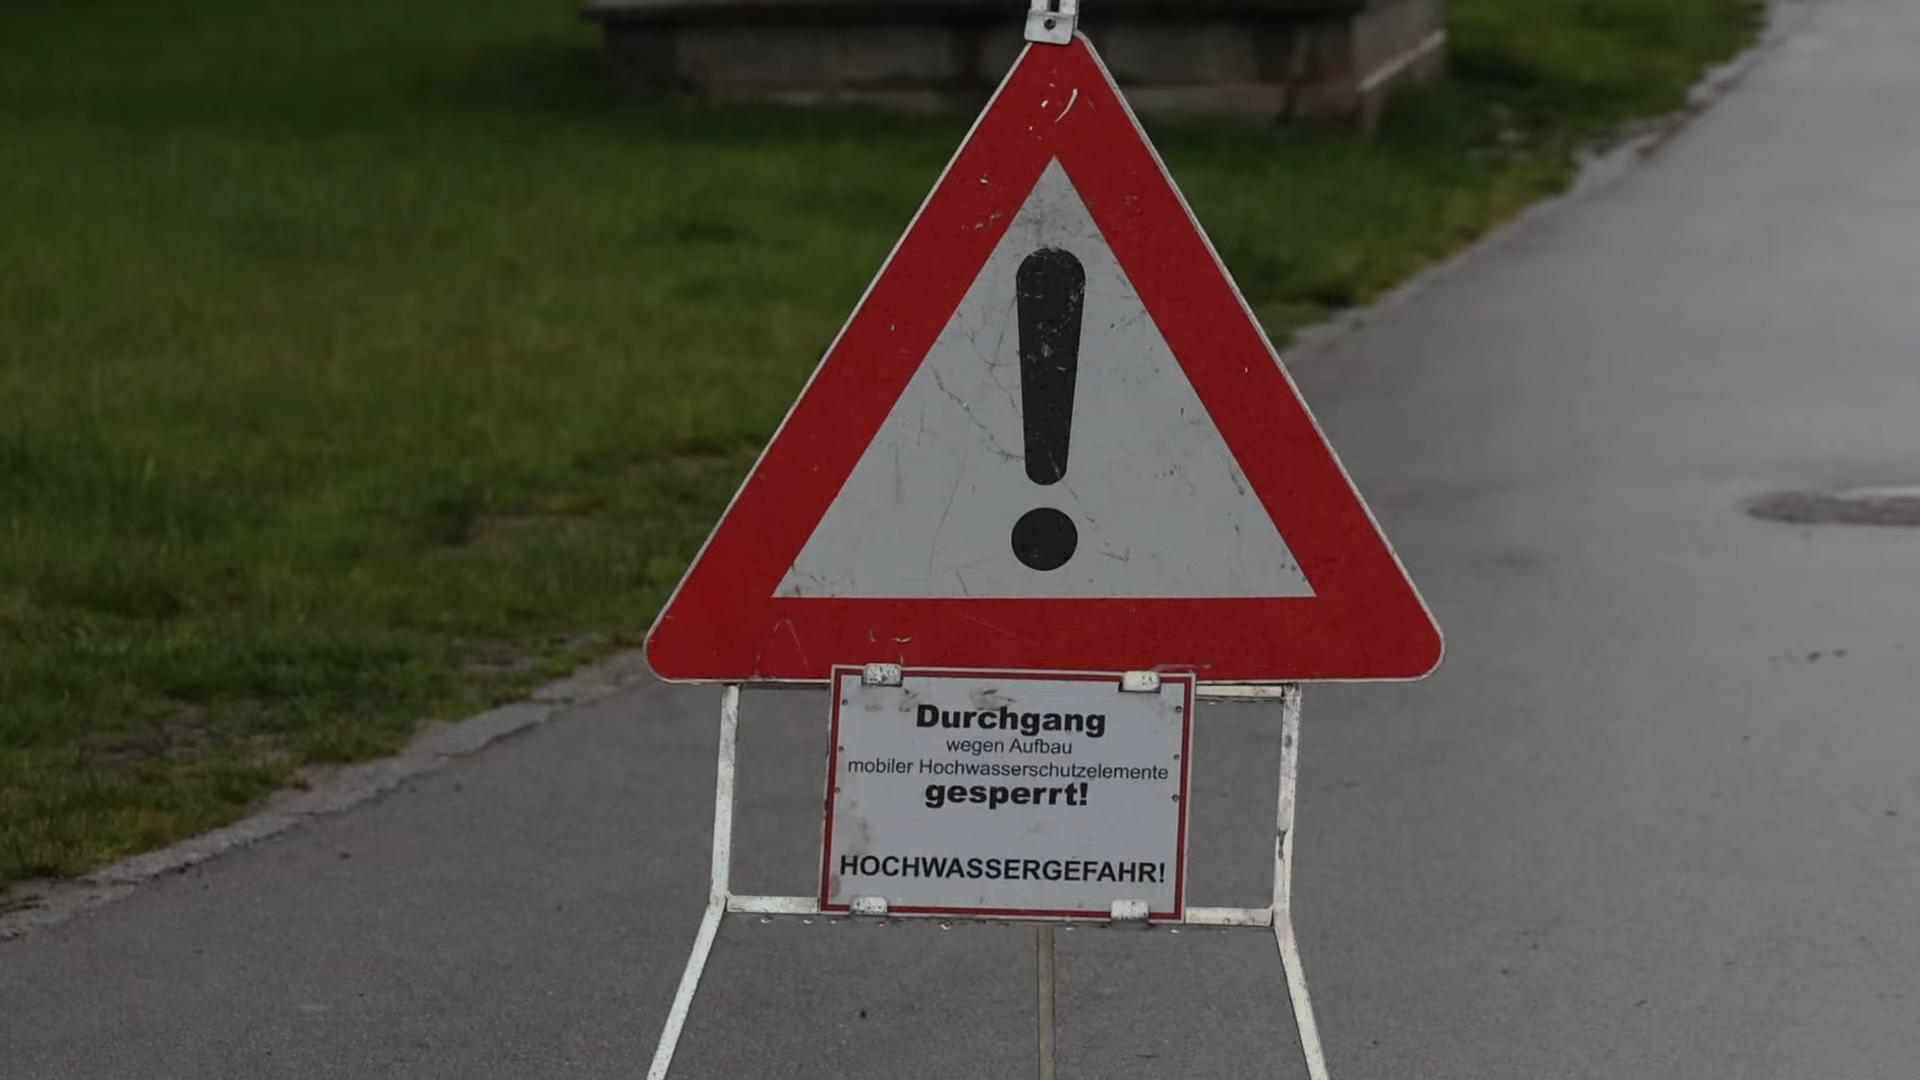 !
Durchgang
wegen Aufbau
mobiler Hochwasserschutzelemente
gesperrt!
HOCHWASSERGEFAHR!